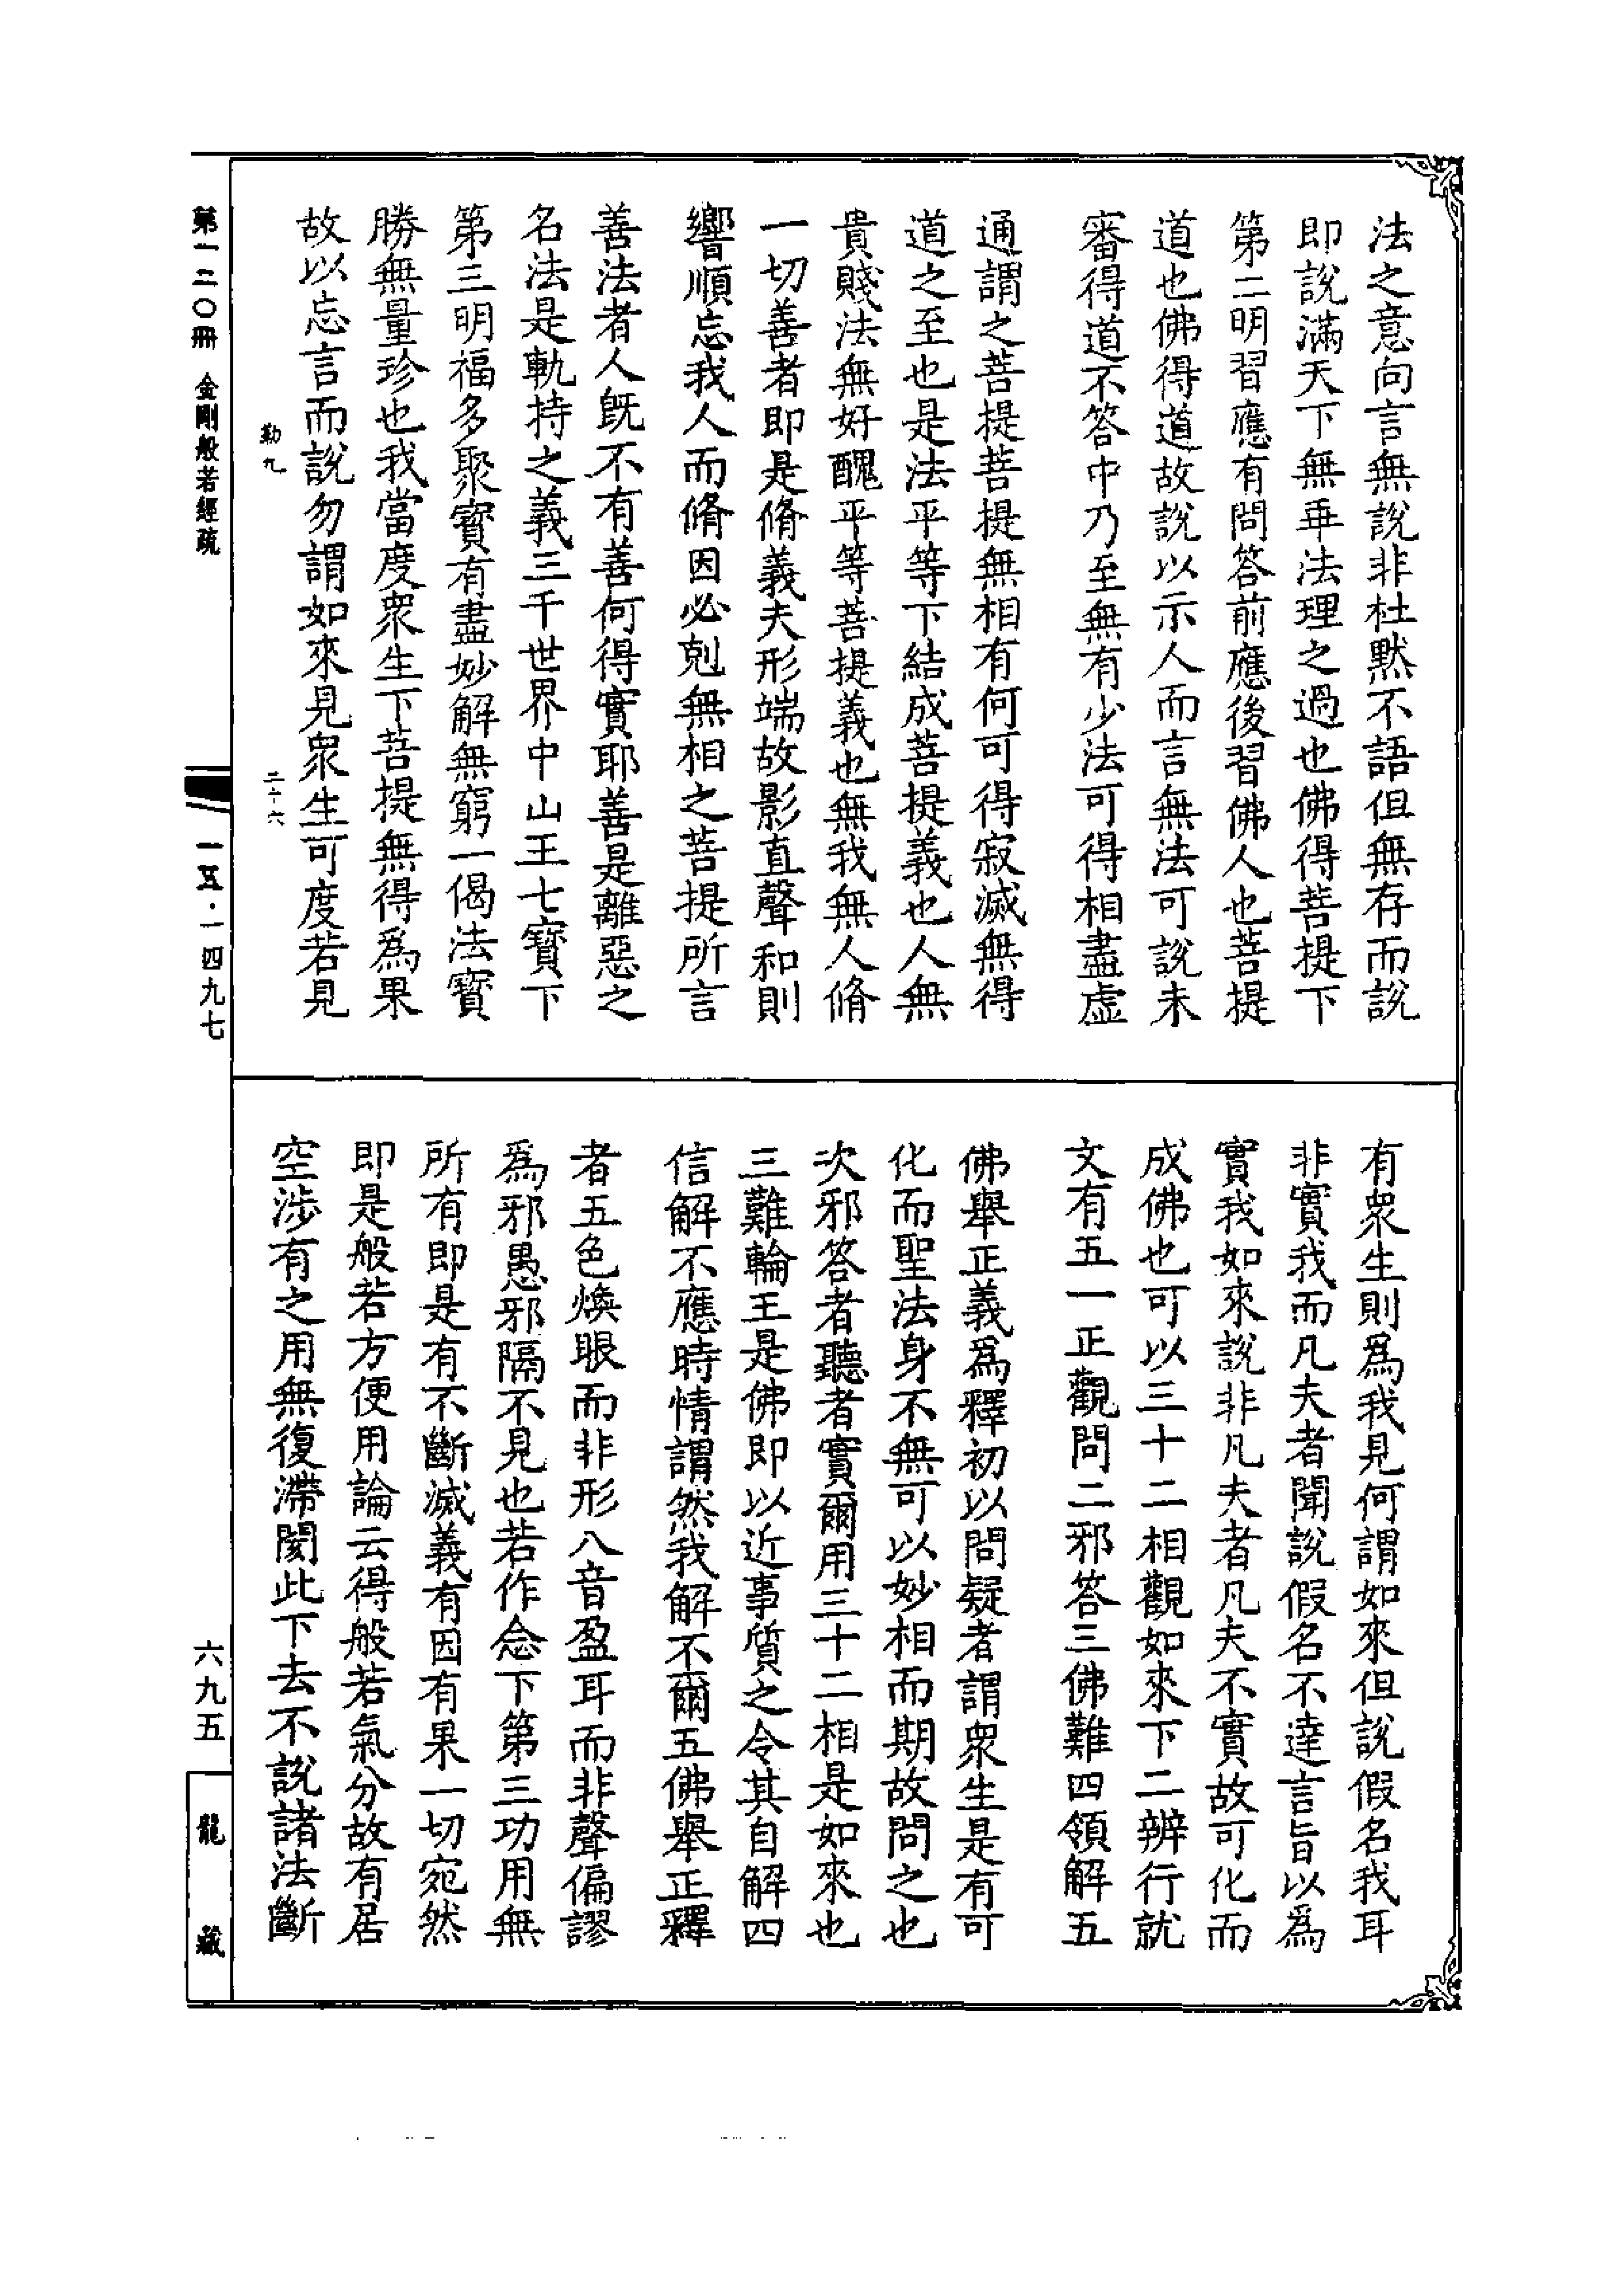 法之意向言無說非杜默不語但無存而說
即說滿天下無乖法理之過也佛得菩提下
第二明習應有問答前應後習佛人也菩提
道也佛得道故說以示人而言無法可說未
審得道不答中乃至無有少法可得相盡虛
通謂之菩提菩提無相有何可得寂滅無得
道之至也是法平等下結成菩提義也人無
貴賤法無好醜平等菩提義也無我無人脩
一切善者即是脩義夫形端故影直聲和則
響順忘我人而脩因必剋無相之菩提所言
善法者人旣不有善何得實耶善是離惡之
名法是軌持之義三千世界中山王七寶下
第三明福多聚寶有盡妙解無窮一偈法寶
勝無量珍也我當度衆生下菩提無得爲果
故以忘言而說勿謂如來見衆生可度若見
勒九
二十六
有衆生則爲我見何謂如來但說假名我耳
非實我而凡夫者聞說假名不達言旨以爲
實我如來說非凡夫者凡夫不實故可化而
成佛也可以三十二相觀如來下二辨行就
文有五一正觀問二邪答三佛難四領解五
佛舉正義爲釋初以問疑者謂衆生是有可
化而聖法身不無可以妙相而期故問之也
次邪答者聽者實爾用三十二相是如來也
三難輪王是佛即以近事質之令其自解四
信解不應時情謂然我解不爾五佛舉正釋
者五色煥眼而非形八音盈耳而非聲偏謬
爲邪愚邪隔不見也若作念下第三功用無
所有即是有不斷滅義有因有果一切宛然
即是般若方便用論云得般若氣分故有居
空涉有之用無復滯閡此下去不說諸法斷
第一二〇冊 金剛般若經疏
一五·一四九七
六九五
龍藏